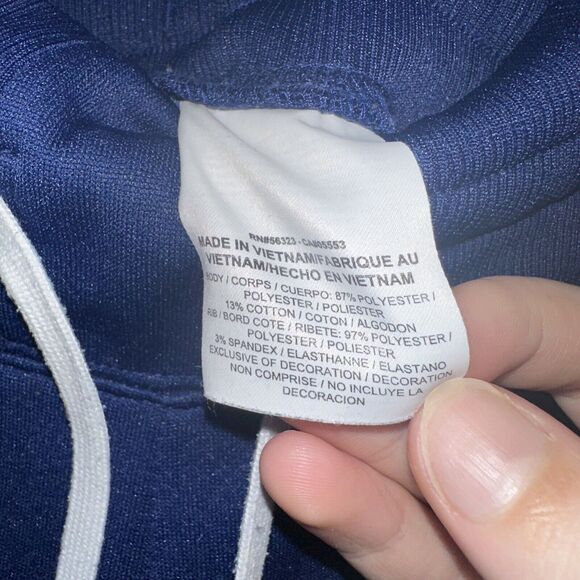 RN#56323 - CA#05553
MADE IN VIETNAM/FABRIQUE AU
VIETNAM/HECHO EN VIETNAM
BODY / CORPS / CUERPO: 87% POLYESTER /
POLYESTER / POLIESTER
13% COTTON / COTON / ALGODON
RIB / BORD COTE / RIBETE: 97% POLYESTER /
POLYESTER / POLIESTER
3% SPANDEX / ELASTHANNE / ELASTANO
EXCLUSIVE OF DECORATION / DECORATION
NON COMPRISE / NO INCLUYE LA
DECORACION